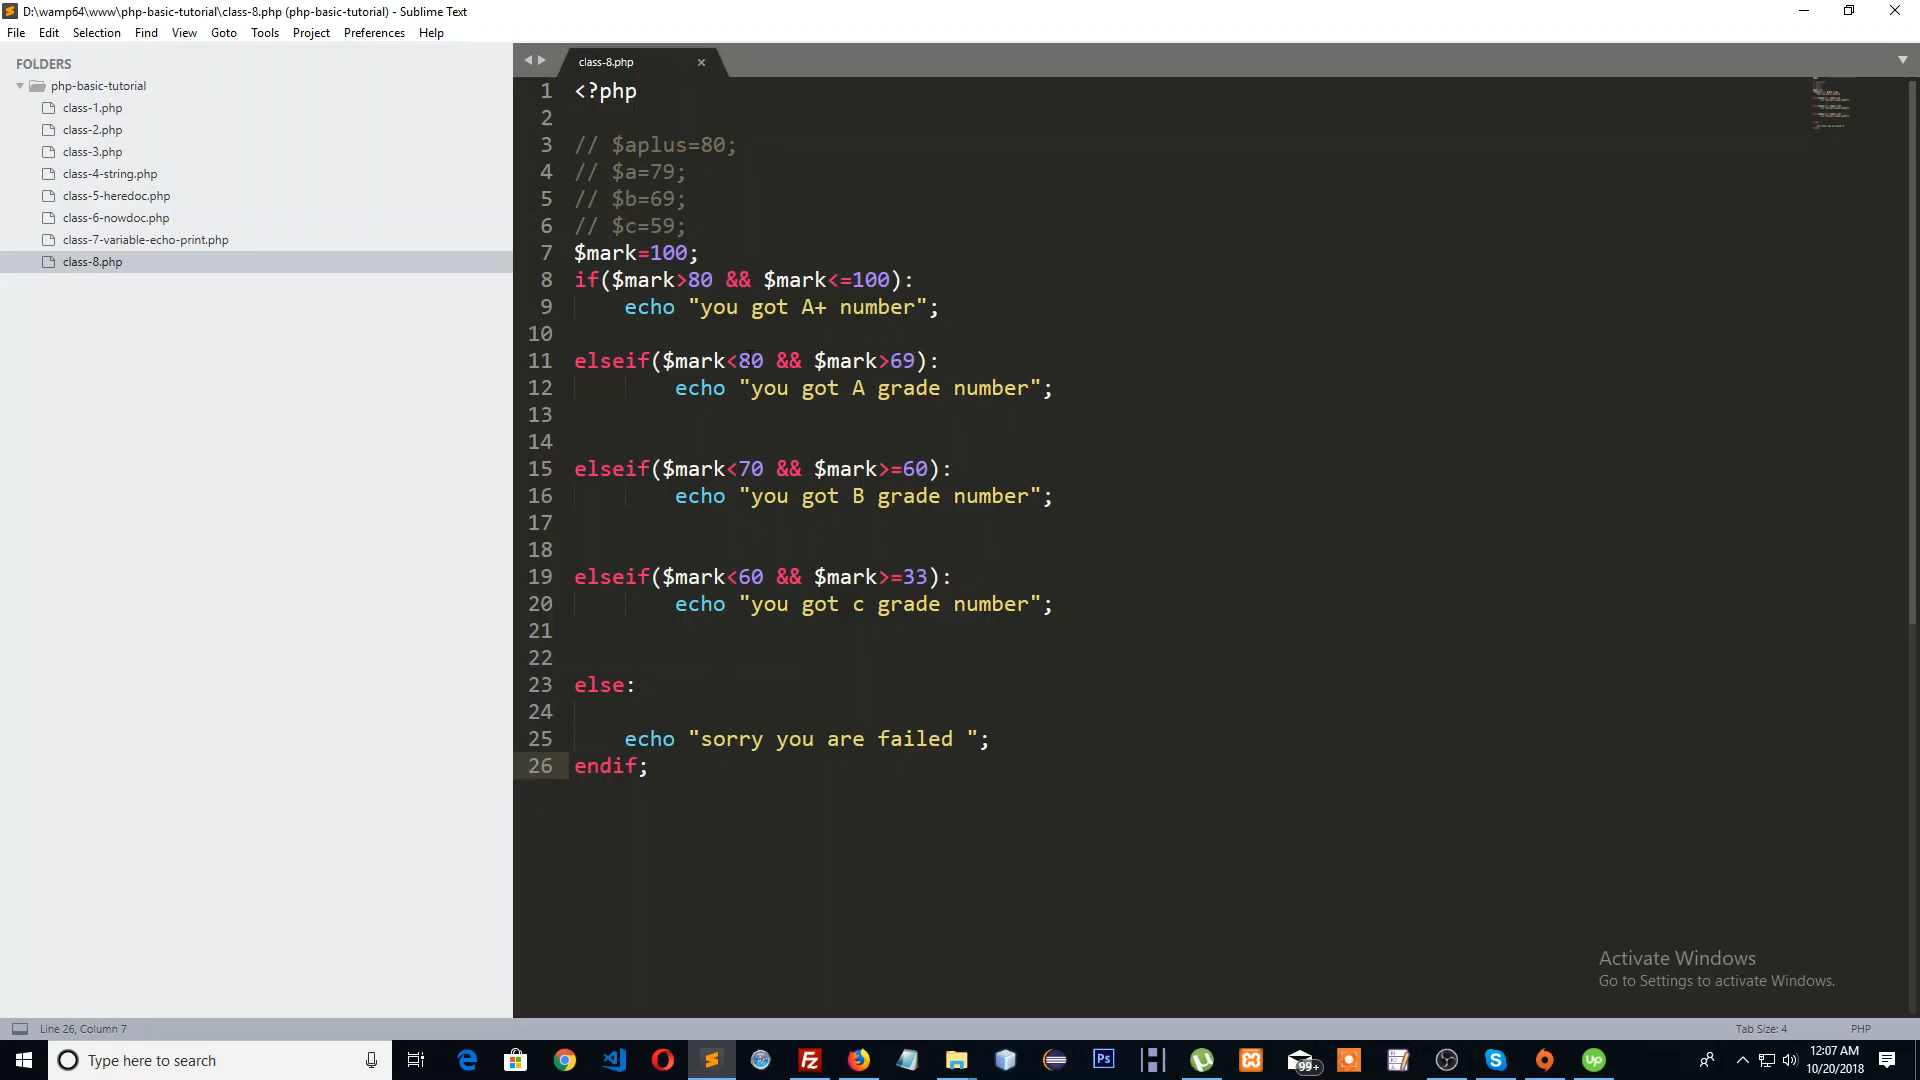 D:\wamp64\www\php-basic-tutorial\class-8.php (php-basic-tutorial) - Sublime Text
File Edit Selection Find View Goto Tools Project Preferences Help
FOLDERS
php-basic-tutorial
class-1.php
class-2.php
class-3.php
class-4-string.php
class-5-heredoc.php
class-6-nowdoc.php
class-7-variable-echo-print.php
class-8.php
class-8.php
1 <?php
2
3 // $aplus=80;
4 // $a=79;
5 // $b=69;
6 // $c=59;
7 $mark=100;
8 if($mark>80 && $mark<=100):
9 echo "you got A+ number";
10
11 elseif($mark<80 && $mark>69):
12 echo "you got A grade number";
13
14
15 elseif($mark<70 && $mark>=60):
16 echo "you got B grade number";
17
18
19 elseif($mark<60 && $mark>=33):
20 echo "you got c grade number";
21
22
23 else:
24
25 echo "sorry you are failed ";
26 endif;
Activate Windows
Go to Settings to activate Windows.
Line 26, Column 7
Tab Size: 4
PHP
Type here to search
Fz
Ps
99+
Up
12:07 AM
10/20/2018